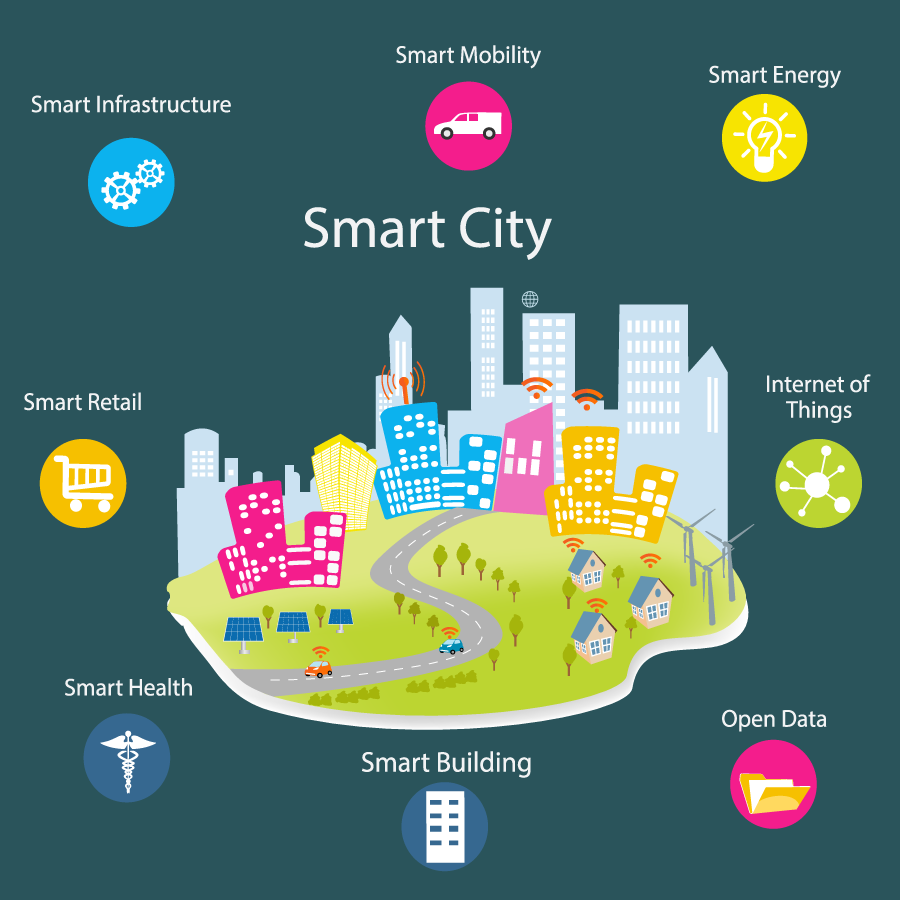 Smart Mobility
Smart Energy
Smart Infrastructure
Smart City
Internet of
Things
Smart Retail
Smart Health
Open Data
Smart Building